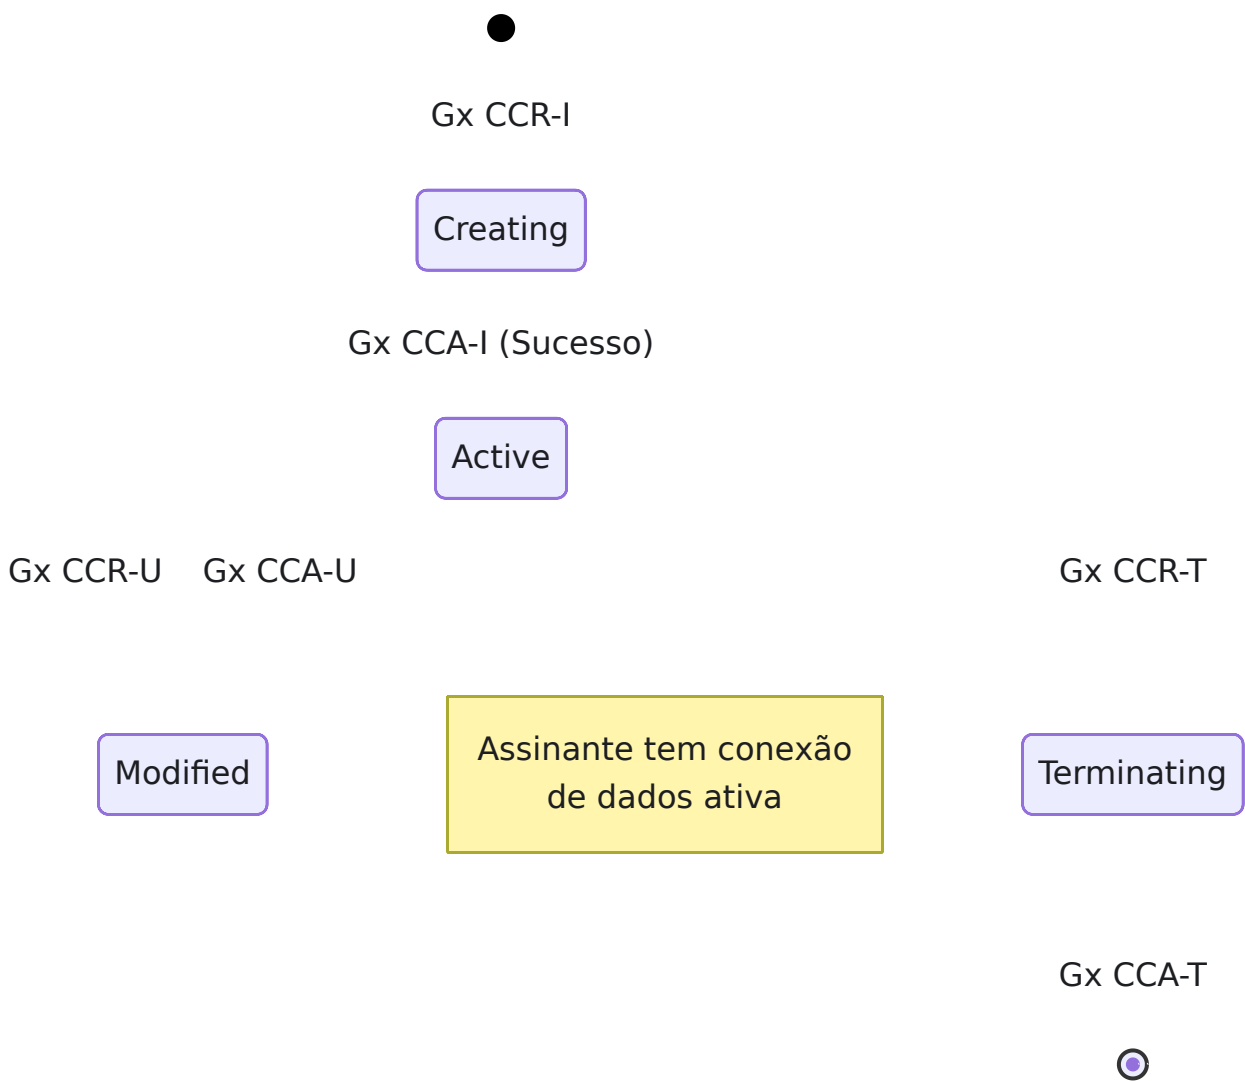 Gx CCR-I
Creating
Gx CCA-I (Sucesso)
Active
Gx CCR-U
Gx CCA-U
Gx CCR-T
Modified
Assinante tem conexão
de dados ativa
Terminating
Gx CCA-T